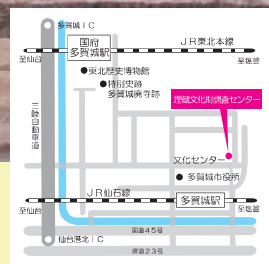 多賀城IC
国府
多賀城駅
JR東北本線
至仙台
至塩釜
●東北歴史博物館
●特別史跡
多賀城廃寺跡
埋蔵文化財調査センター
三陸自動車道
文化センター
● 多賀城市役所
JR仙石線
多賀城駅
至仙台
至塩釜
国道45号
仙台港北IC
国道23号